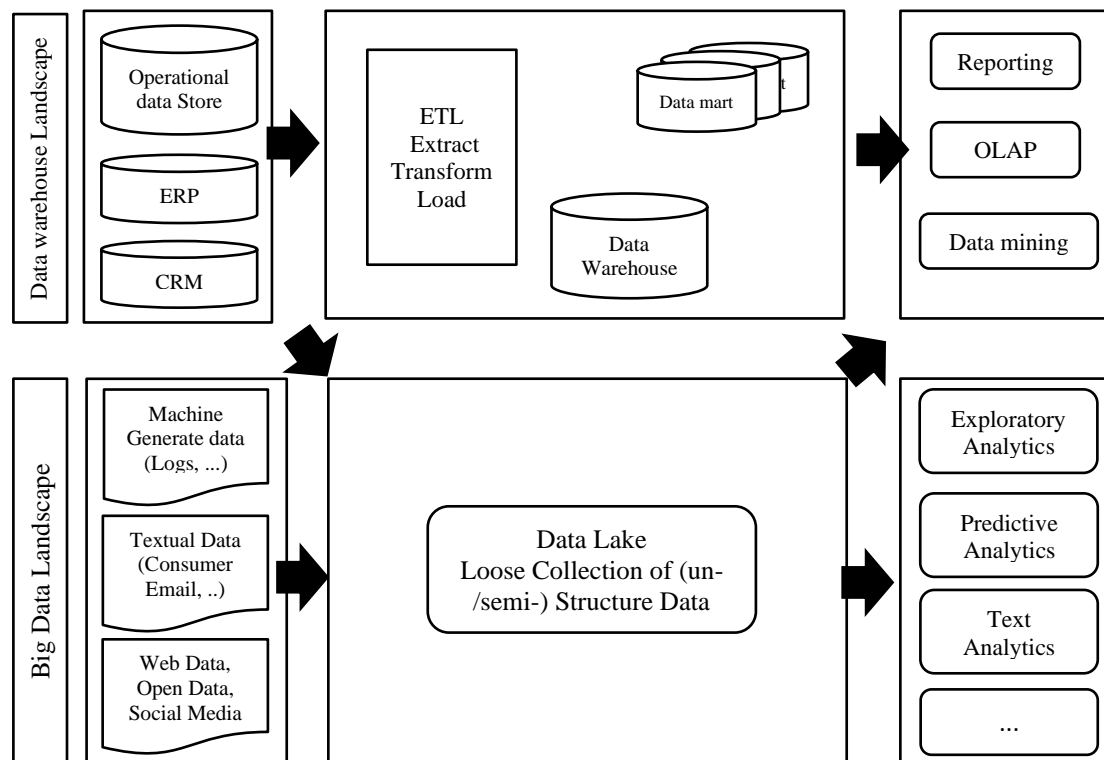 Data warehouse Landscape
Operational
data Store
ERP
CRM
ETL
Extract
Transform
Load
Data mart
t
Data
Warehouse
Reporting
OLAP
Data mining
Big Data Landscape
Machine
Generate data
(Logs, ...)
Textual Data
(Consumer
Email, ..)
Web Data,
Open Data,
Social Media
Data Lake
Loose Collection of (un-
/semi-) Structure Data
Exploratory
Analytics
Predictive
Analytics
Text
Analytics
...